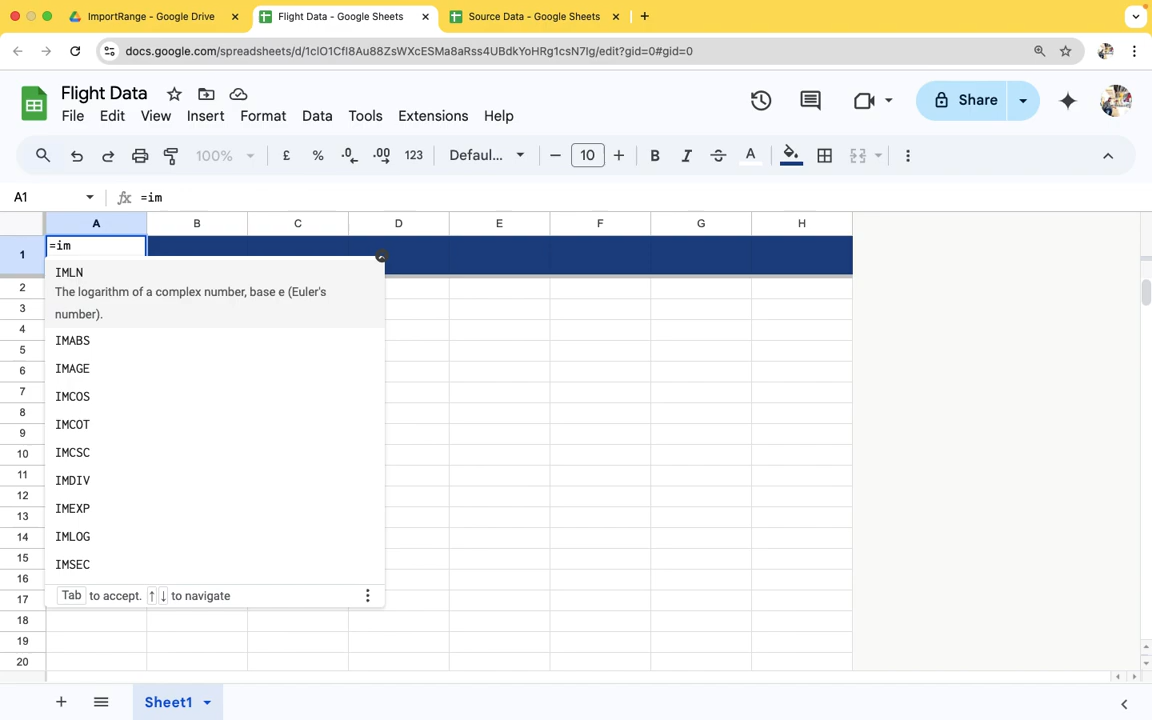 ImportRange - Google Drive
Flight Data - Google Sheets
Source Data - Google Sheets
docs.google.com/spreadsheets/d/1clO1Cfl8Au88ZsWXcESMa8aRss4UBdkYoHRg1csN7lg/edit?gid=0#gid=0
Flight Data
File Edit View Insert Format Data Tools Extensions Help
Share
100% £ % .0 .00 123 Defaul... 10 B I S A
A1 fx =im
A B C D E F G H
1 =im
IMLN
The logarithm of a complex number, base e (Euler's
number).
IMABS
IMAGE
IMCOS
IMCOT
IMCSC
IMDIV
IMEXP
IMLOG
IMSEC
Tab to accept. ↑ ↓ to navigate
2
3
4
5
6
7
8
9
10
11
12
13
14
15
16
17
18
19
20
Sheet1